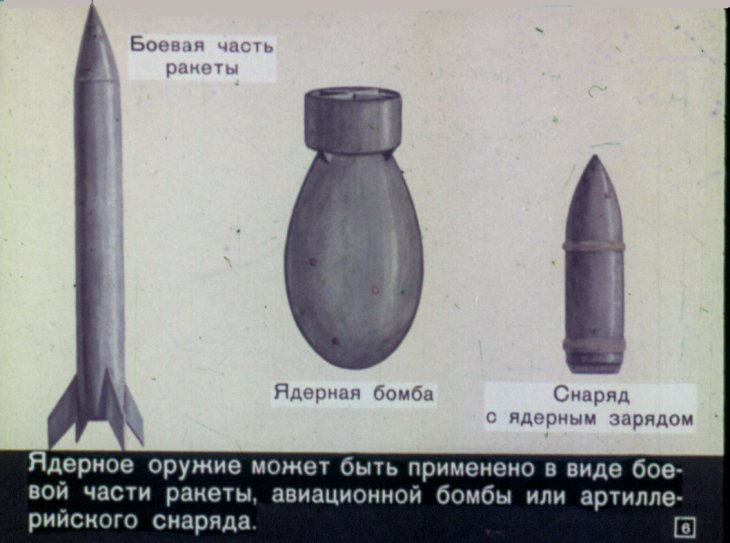 Боевая часть
ракеты
Ядерная бомба
Снаряд
с ядерным зарядом
Ядерное оружие может быть применено в виде бое-
вой части ракеты, авиационной бомбы или артилле-
рийского снаряда.
6